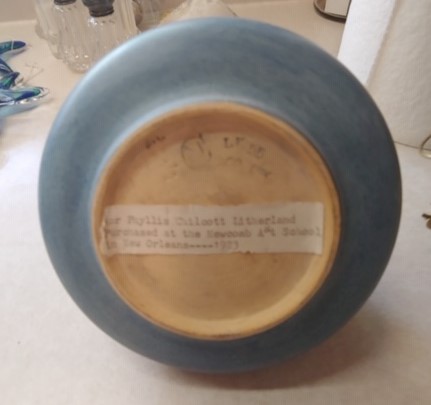 or Phyllis Chilcott Litherland
Purchased at the Newcomb Art School
in New Orleans----1923